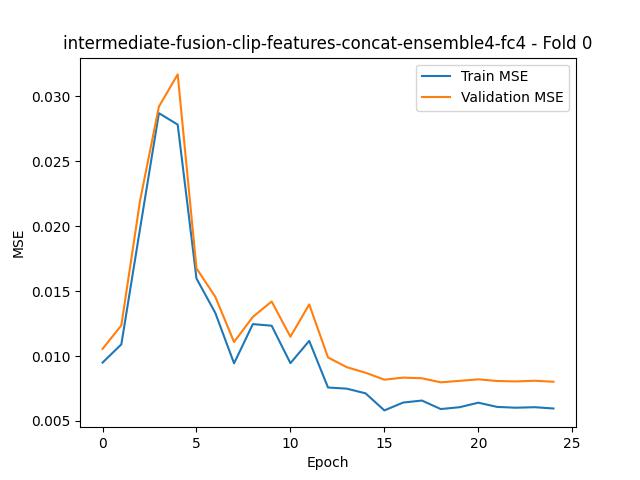 intermediate-fusion-clip-features-concat-ensemble4-fc4 - Fold 0
Train MSE
Validation MSE
0.030
0.025
0.020
0.015
0.010
0.005
MSE
0 5 10 15 20 25
Epoch